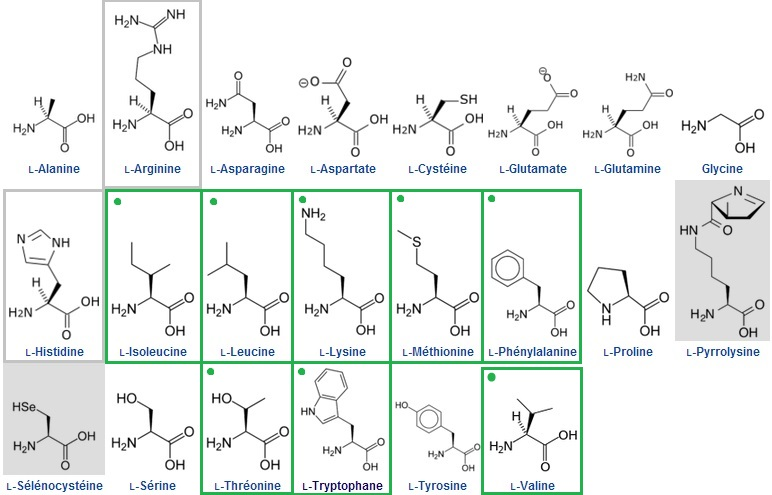 L-Alanine
L-Arginine
L-Asparagine
L-Aspartate
L-Cystéine
L-Glutamate
L-Glutamine
Glycine
L-Histidine
L-Isoleucine
L-Leucine
L-Lysine
L-Méthionine
L-Phénylalanine
L-Proline
L-Pyrrolysine
L-Sélénocystéine
L-Sérine
L-Thréonine
L-Tryptophane
L-Tyrosine
L-Valine